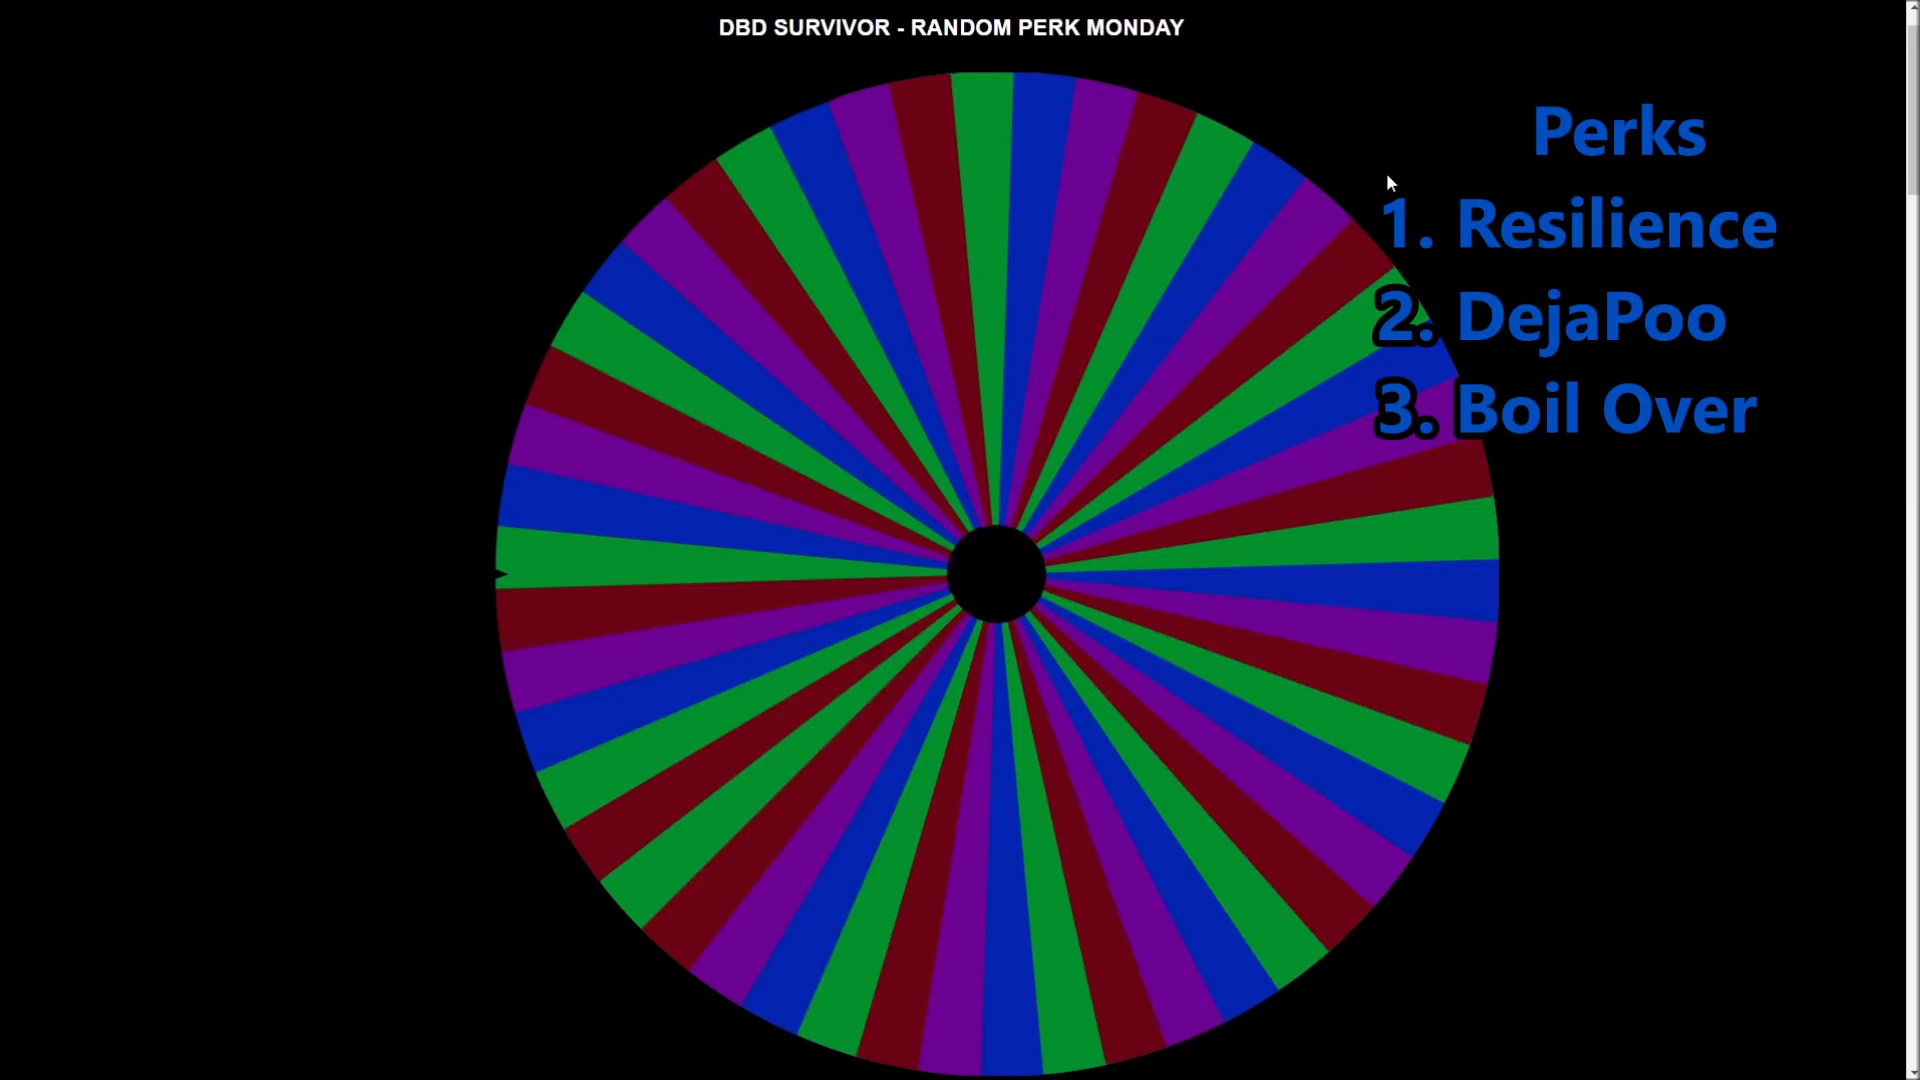 DBD SURVIVOR - RANDOM PERK MONDAY
Perks
1. Resilience
2. DejaPoo
3. Boil Over